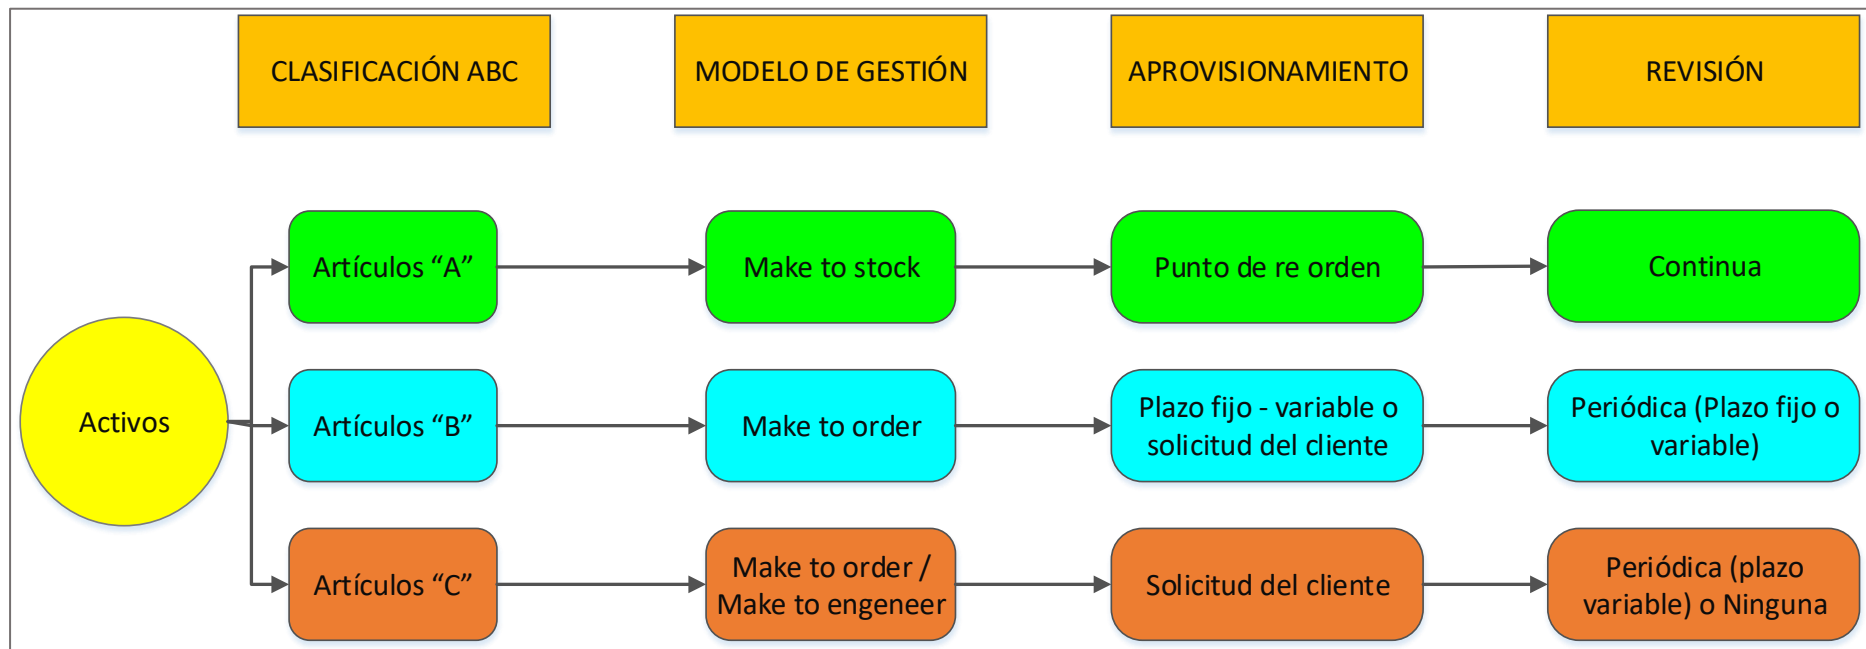 CLASIFICACIÓN ABC
MODELO DE GESTIÓN
APROVISIONAMIENTO
REVISIÓN
Artículos “A”
Make to stock
Punto de re orden
Continua
Activos
Artículos “B”
Make to order
Plazo fijo - variable o
solicitud del cliente
Periódica (Plazo fijo o
variable)
Artículos “C”
Make to order /
Make to engeneer
Solicitud del cliente
Periódica (plazo
variable) o Ninguna